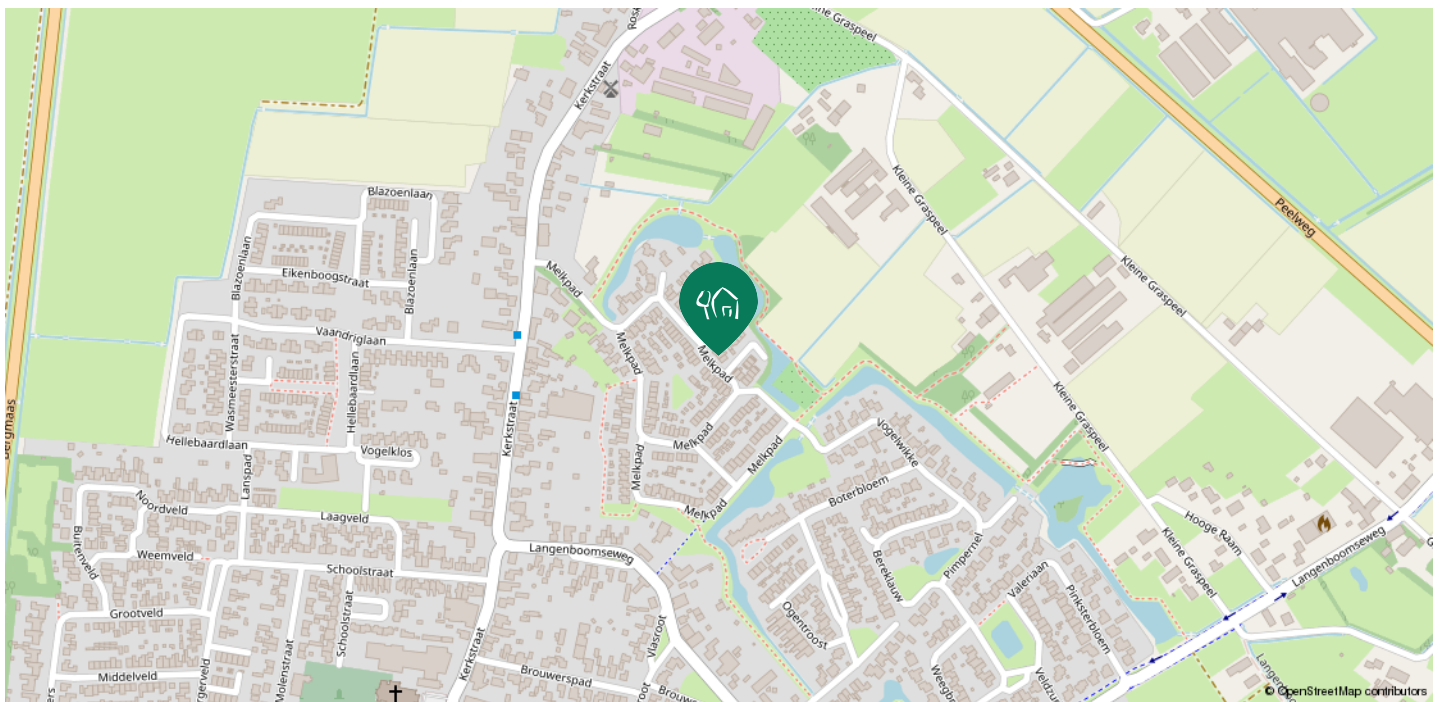 Kleine Graspeel
Kerkstraat
Peelweg
Kleine Graspeel
Kleine Graspeel
Blazoenlaan
Blazoenlaan
Eikenboogstraat
Blazoenlaan
Melkpad
Vaandriglaan
Melkpad
Melkpad
Wasmeesterstraat
Hellebaardlaan
Kleine Graspeel
Bergmaas
Kerkstraat
Hellebaardlaan
Vogelklos
Melkpad
Melkpad
Melkpad
Vogelwikke
Lanspad
Boterbloem
Noordveld
Laagveld
Melkpad
Hooge Raam
Buitenveld
Weemveld
Langenboomseweg
Langenboomseweg
Schoolstraat
Bereklauw
Pimpernel
Valeriaan
Kleine Graspeel
Grootveld
Schoolstraat
Ogentroost
Pinksterbloem
Kerkstraat
Vlasroot
Molenstraat
Middelveld
Brouwerspad
© OpenStreetMap contributors